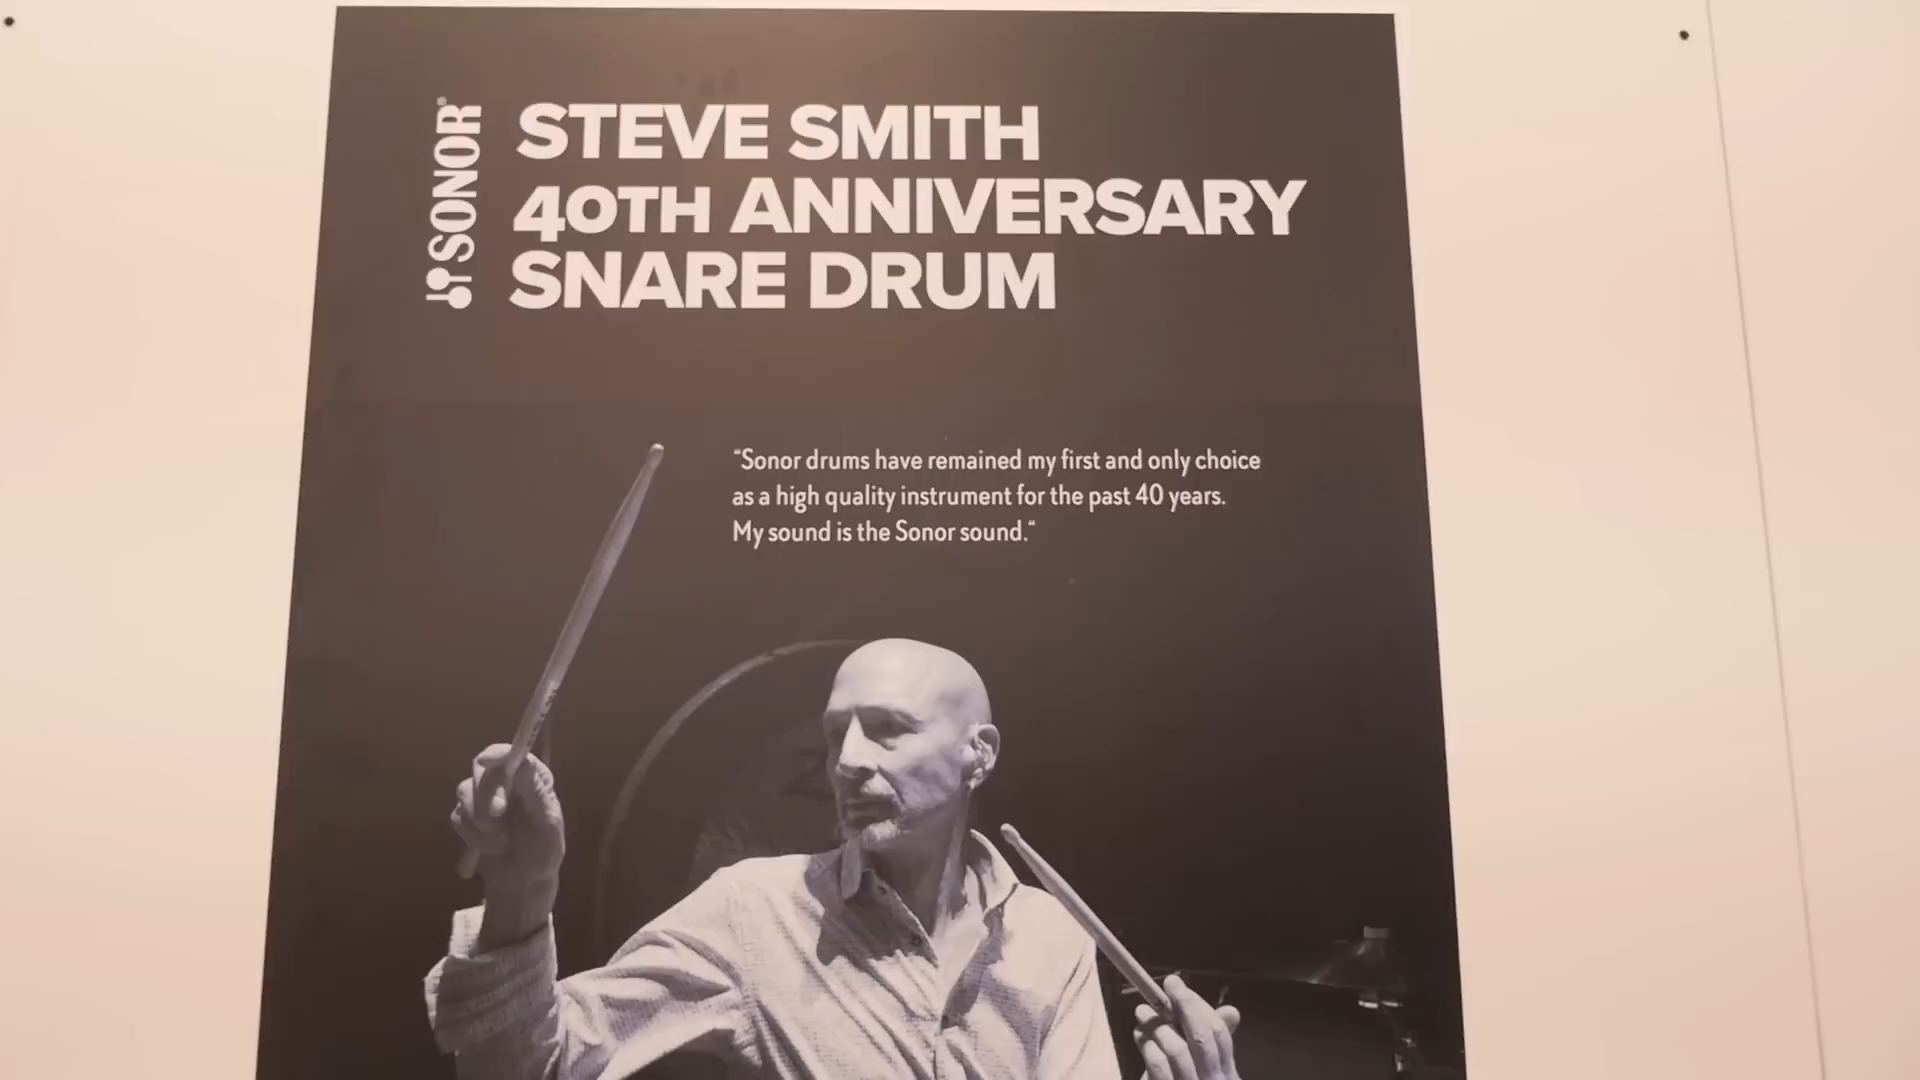 SONOR
STEVE SMITH
40TH ANNIVERSARY
SNARE DRUM
"Sonor drums have remained my first and only choice
as a high quality instrument for the past 40 years.
My sound is the Sonor sound."